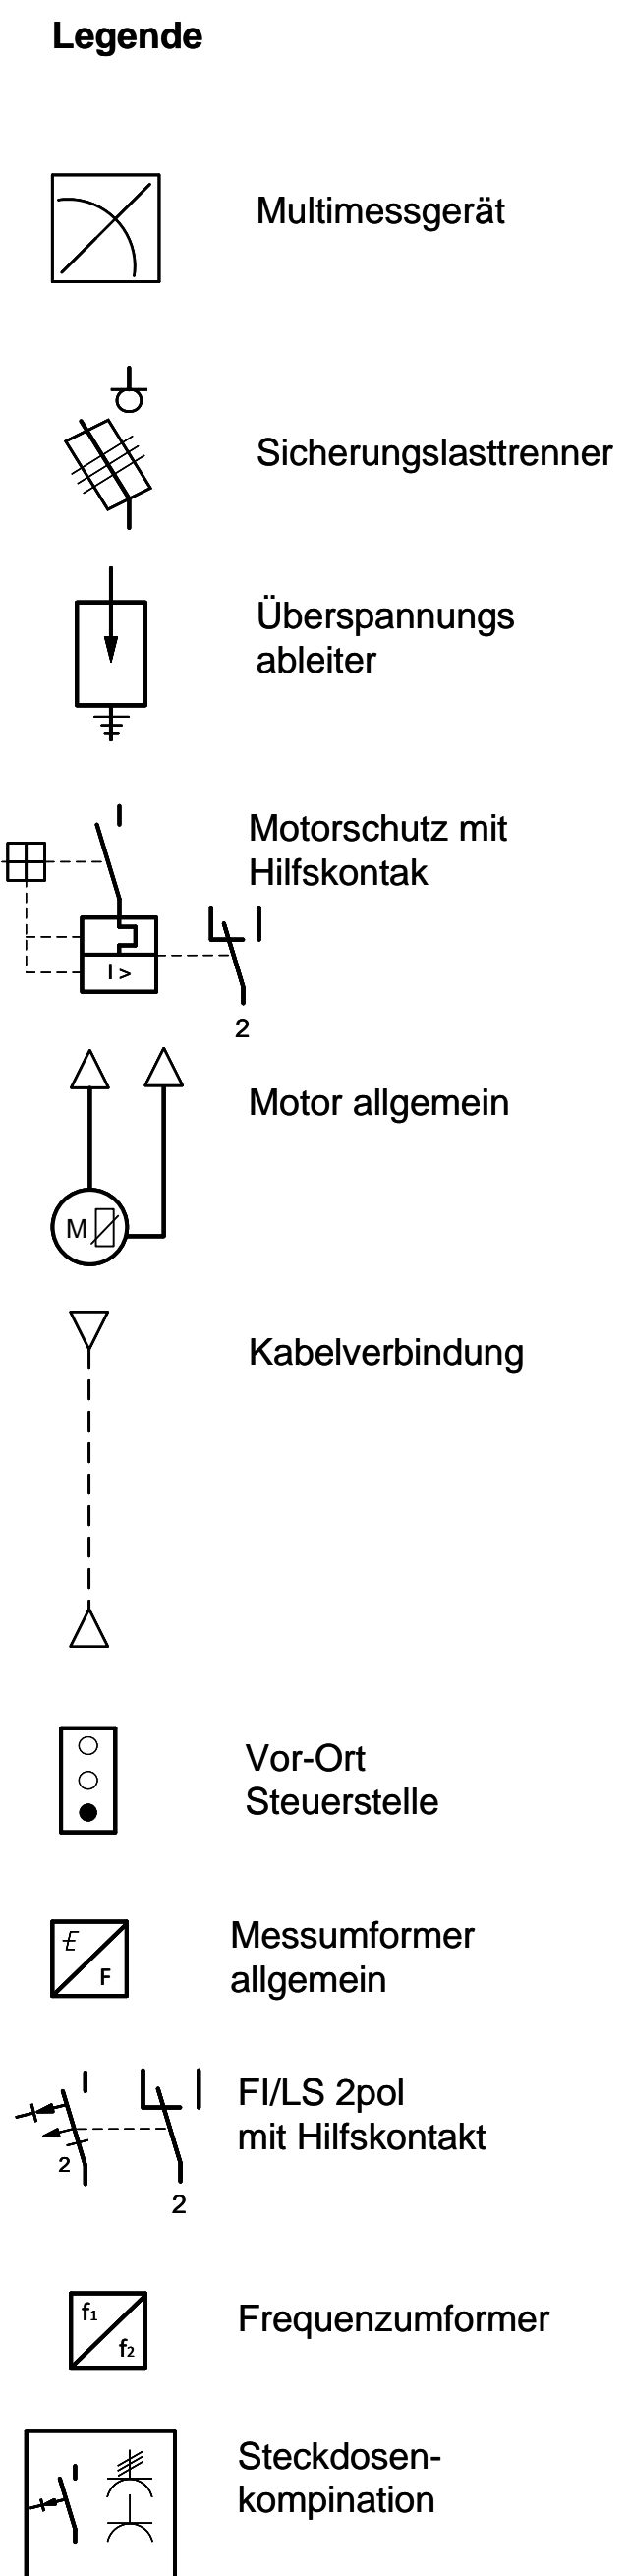 Legende
Multimessgerät
Sicherungslasttrenner
Überspannungs
ableiter
Motorschutz mit
Hilfskontak
I >
2
Motor allgemein
M
Kabelverbindung
Vor-Ort
Steuerstelle
Messumformer
allgemein
E
F
FI/LS 2pol
mit Hilfskontakt
2
2
Frequenzumformer
f₁
f₂
Steckdosen-
kompination